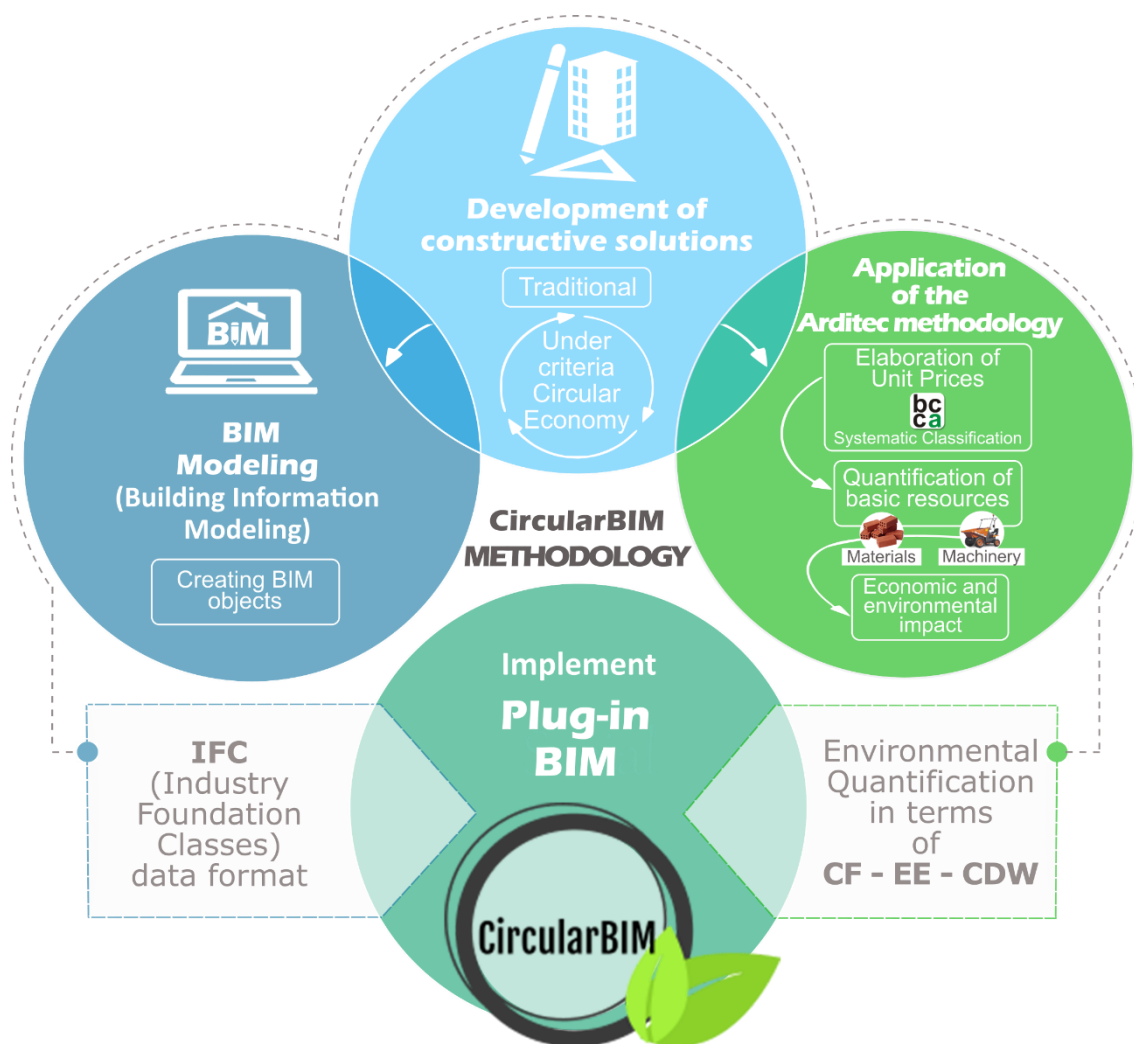 Development of
constructive solutions
Traditional
Under
criteria
Circular
Economy
BiM
BIM
Modeling
(Building Information
Modeling)
Creating BIM
objects
Application
of the
Arditec methodology
Elaboration of
Unit Prices
bc
ca
Systematic Classification
Quantification of
basic resources
Materials
Machinery
Economic and
environmental
impact
CircularBIM
METHODOLOGY
Implement
Plug-in
BIM
CircularBIM
IFC
(Industry
Foundation
Classes)
data format
Environmental
Quantification
in terms
of
CF - EE - CDW